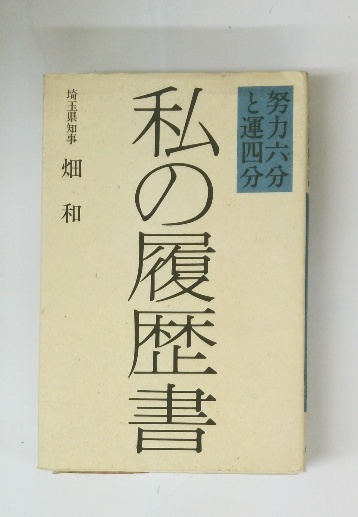 努力六分
と運四分
私の履歴書
埼玉県知事
畑和